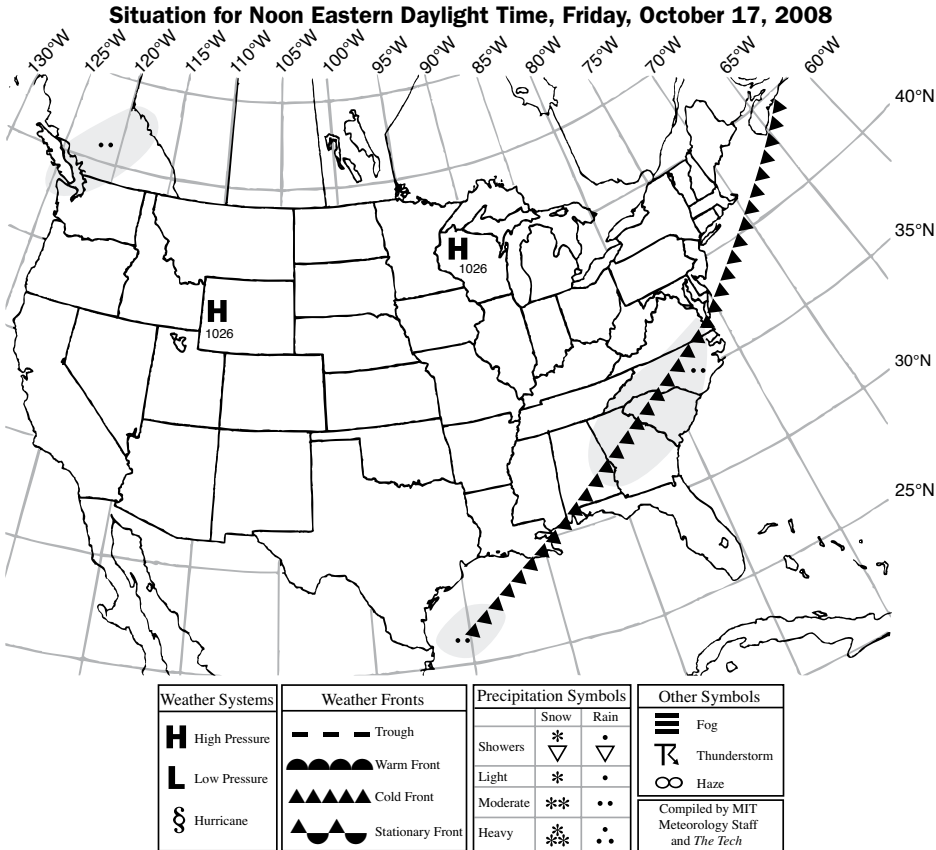 Situation for Noon Eastern Daylight Time, Friday, October 17, 2008
130°W
125°W
120°W
115°W
110°W
105°W
100°W
95°W
90°W
85°W
80°W
75°W
70°W
65°W
60°W
40°N
35°N
30°N
25°N
H
1026
H
1026
Weather Systems
H High Pressure
L Low Pressure
§ Hurricane
Weather Fronts
Trough
Warm Front
Cold Front
Stationary Front
Precipitation Symbols
Snow Rain
Showers
Light
Moderate
Heavy
Other Symbols
Fog
Thunderstorm
Haze
Compiled by MIT
Meteorology Staff
and The Tech